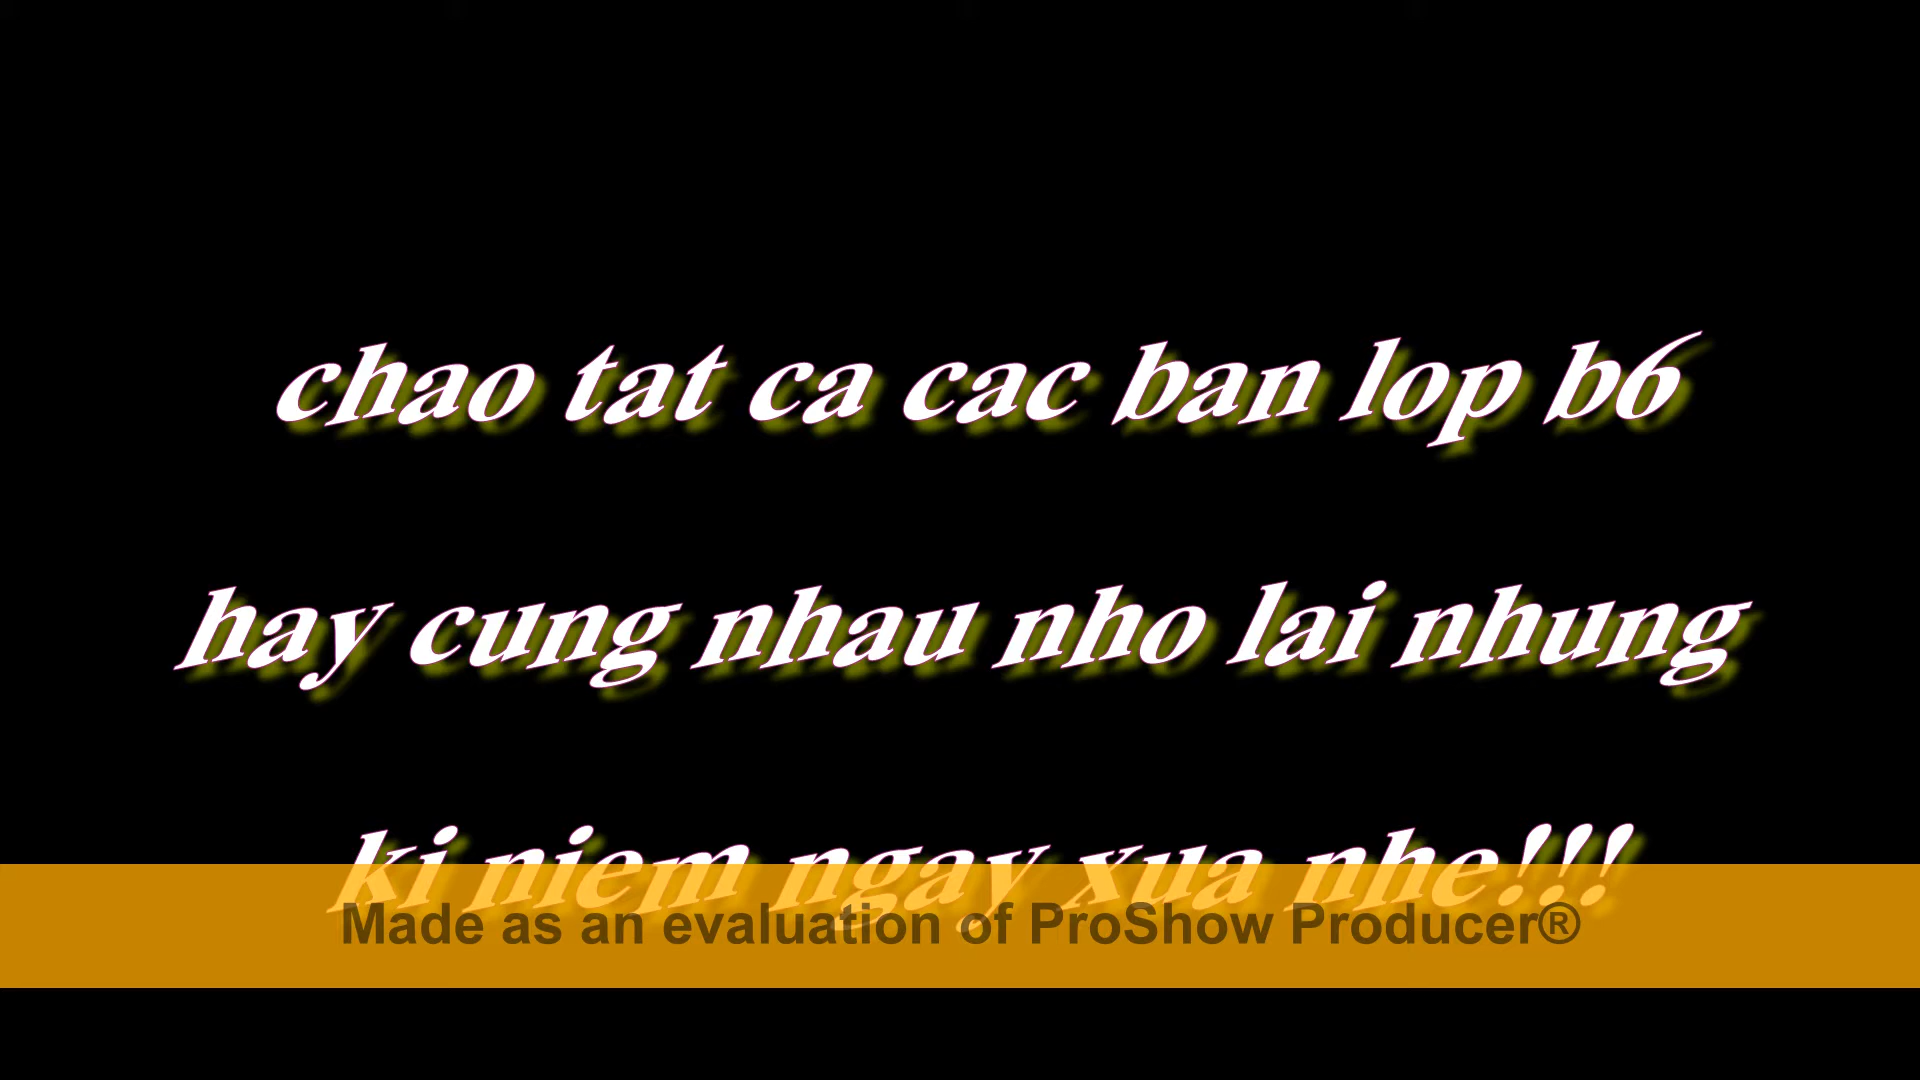 chao tat ca cac ban lop b6
hay cung nhau nho lai nhung
ki niem ngay xua nhe!!!
Made as an evaluation of ProShow Producer®